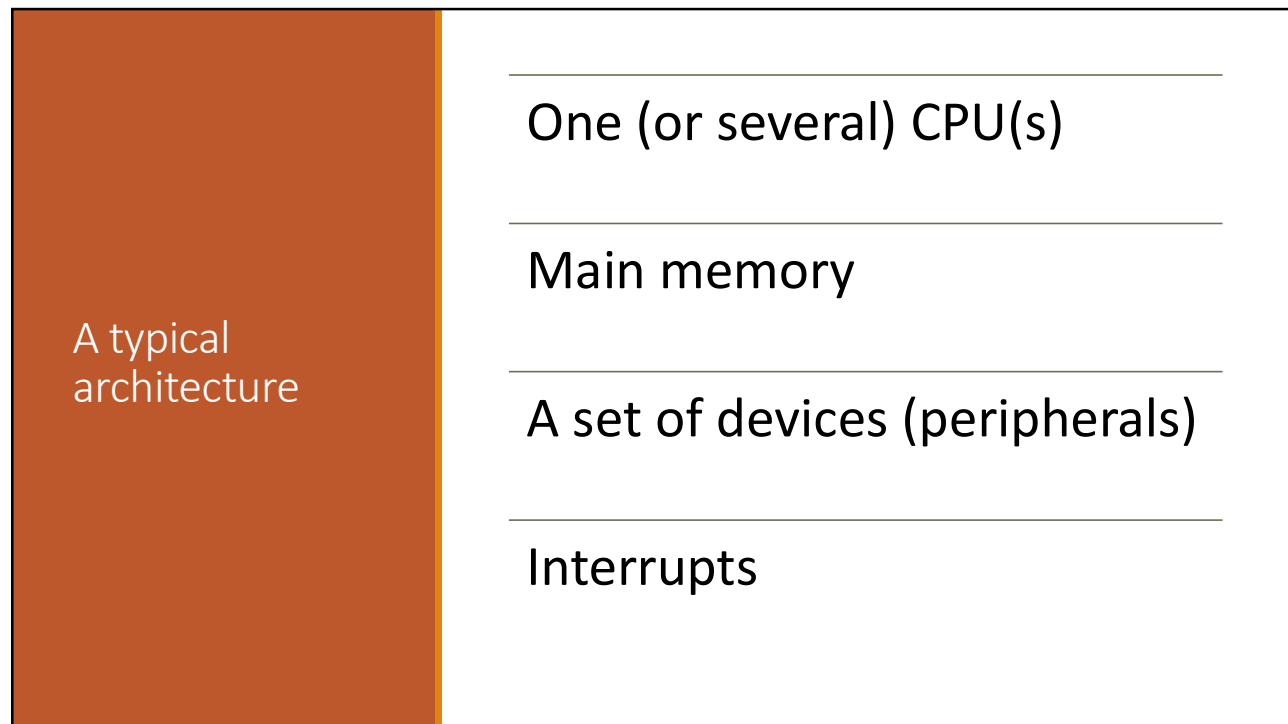 A typical
architecture
One (or several) CPU(s)
Main memory
A set of devices (peripherals)
Interrupts